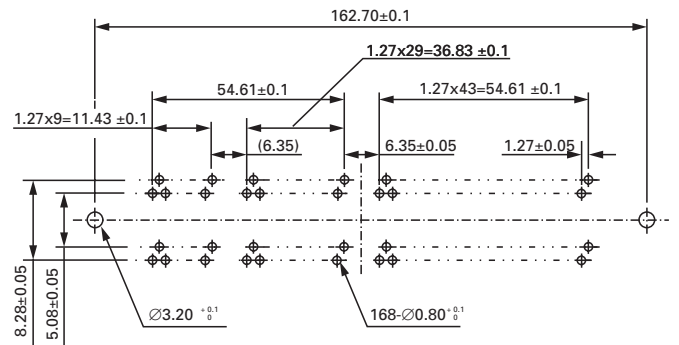 162.70±0.1
1.27x29=36.83 ±0.1
54.61±0.1
1.27x43=54.61 ±0.1
1.27x9=11.43 ±0.1
(6.35)
6.35±0.05
1.27±0.05
8.28±0.05
5.08±0.05
Ø3.20 +0.1 0
168-Ø0.80+0.1 0